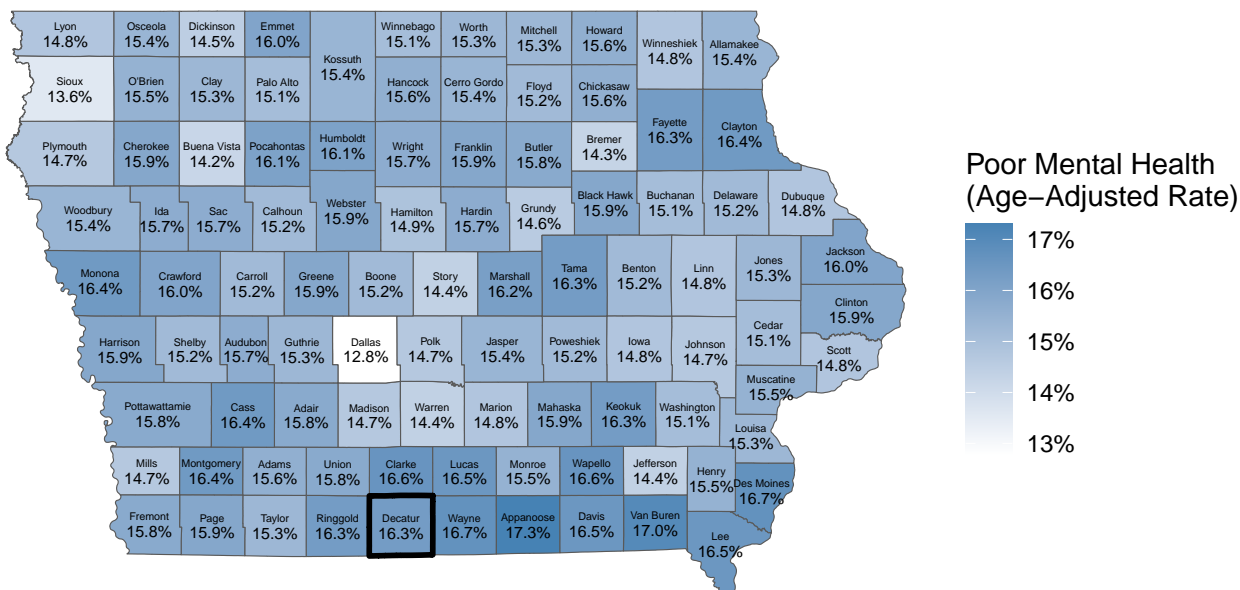 Lyon
14.8%
Osceola
15.4%
Dickinson
14.5%
Emmet
16.0%
Kossuth
15.4%
Winnebago
15.1%
Worth
15.3%
Mitchell
15.3%
Howard
15.6%
Winneshiek
14.8%
Allamakee
15.4%
Sioux
13.6%
O'Brien
15.5%
Clay
15.3%
Palo Alto
15.1%
Hancock
15.6%
Cerro Gordo
15.4%
Floyd
15.2%
Chickasaw
15.6%
Fayette
16.3%
Clayton
16.4%
Plymouth
14.7%
Cherokee
15.9%
Buena Vista
14.2%
Pocahontas
16.1%
Humboldt
16.1%
Wright
15.7%
Franklin
15.9%
Butler
15.8%
Bremer
14.3%
Woodbury
15.4%
Ida
15.7%
Sac
15.7%
Calhoun
15.2%
Webster
15.9%
Hamilton
14.9%
Hardin
15.7%
Grundy
14.6%
Black Hawk
15.9%
Buchanan
15.1%
Delaware
15.2%
Dubuque
14.8%
Monona
16.4%
Crawford
16.0%
Carroll
15.2%
Greene
15.9%
Boone
15.2%
Story
14.4%
Marshall
16.2%
Tama
16.3%
Benton
15.2%
Linn
14.8%
Jones
15.3%
Jackson
16.0%
Clinton
15.9%
Harrison
15.9%
Shelby
15.2%
Audubon
15.7%
Guthrie
15.3%
Dallas
12.8%
Polk
14.7%
Jasper
15.4%
Poweshiek
15.2%
Iowa
14.8%
Johnson
14.7%
Cedar
15.1%
Scott
14.8%
Muscatine
15.5%
Pottawattamie
15.8%
Cass
16.4%
Adair
15.8%
Madison
14.7%
Warren
14.4%
Marion
14.8%
Mahaska
15.9%
Keokuk
16.3%
Washington
15.1%
Louisa
15.3%
Mills
14.7%
Montgomery
16.4%
Adams
15.6%
Union
15.8%
Clarke
16.6%
Lucas
16.5%
Monroe
15.5%
Wapello
16.6%
Jefferson
14.4%
Henry
15.5%
Des Moines
16.7%
Fremont
15.8%
Page
15.9%
Taylor
15.3%
Ringgold
16.3%
Decatur
16.3%
Wayne
16.7%
Appanoose
17.3%
Davis
16.5%
Van Buren
17.0%
Lee
16.5%
Poor Mental Health
(Age−Adjusted Rate)
17%
16%
15%
14%
13%